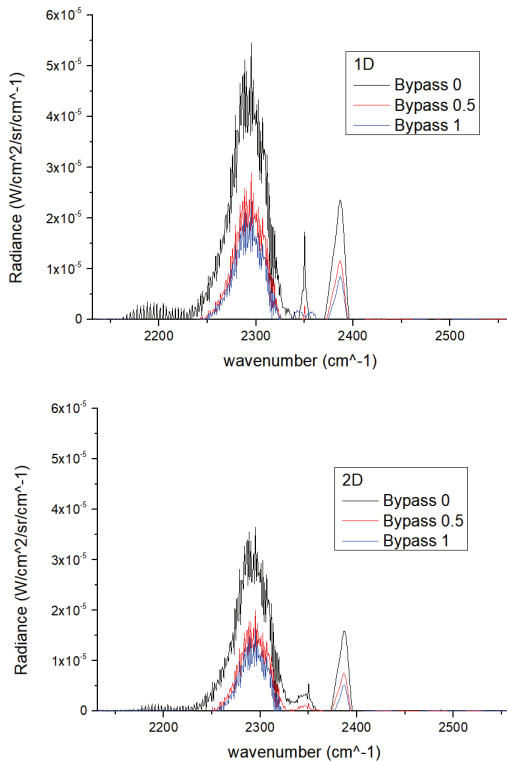 6x10-5
5x10-5
4x10-5
3x10-5
2x10-5
1x10-5
Radiance (W/cm^2/sr/cm^-1)
1D
Bypass 0
Bypass 0.5
Bypass 1
2200 2300 2400 2500
wavenumber (cm^-1)
6x10-5
5x10-5
4x10-5
3x10-5
2x10-5
1x10-5
0
Radiance (W/cm^2/sr/cm^-1)
2D
Bypass 0
Bypass 0.5
Bypass 1
2200 2300 2400 2500
wavenumber (cm^-1)